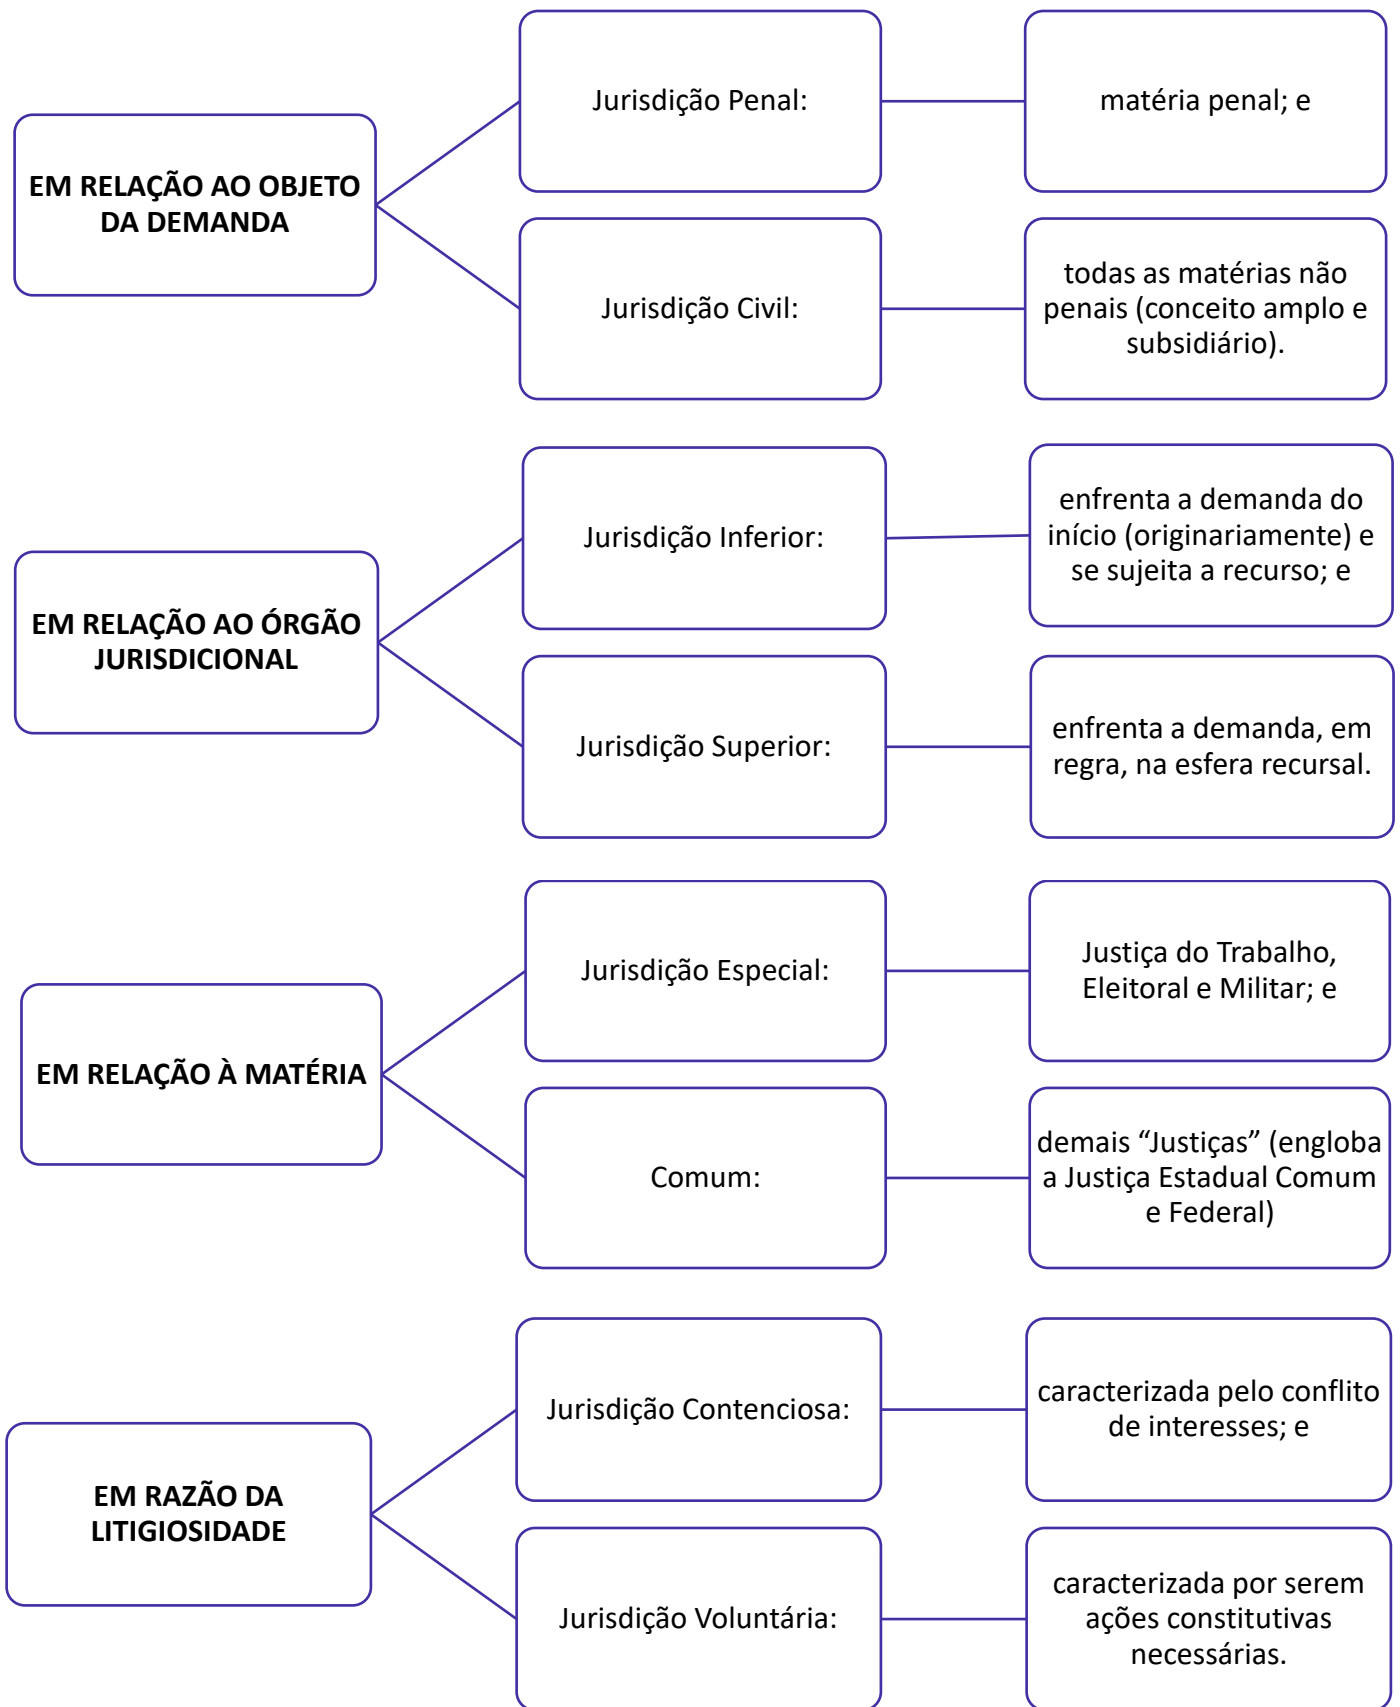 EM RELAÇÃO AO OBJETO
DA DEMANDA
Jurisdição Penal:
matéria penal; e
Jurisdição Civil:
todas as matérias não
penais (conceito amplo e
subsidiário).
EM RELAÇÃO AO ÓRGÃO
JURISDICIONAL
Jurisdição Inferior:
enfrenta a demanda do
início (originariamente) e
se sujeita a recurso; e
Jurisdição Superior:
enfrenta a demanda, em
regra, na esfera recursal.
EM RELAÇÃO À MATÉRIA
Jurisdição Especial:
Justiça do Trabalho,
Eleitoral e Militar; e
Comum:
demais “Justiças” (engloba
a Justiça Estadual Comum
e Federal)
EM RAZÃO DA
LITIGIOSIDADE
Jurisdição Contenciosa:
caracterizada pelo conflito
de interesses; e
Jurisdição Voluntária:
caracterizada por serem
ações constitutivas
necessárias.